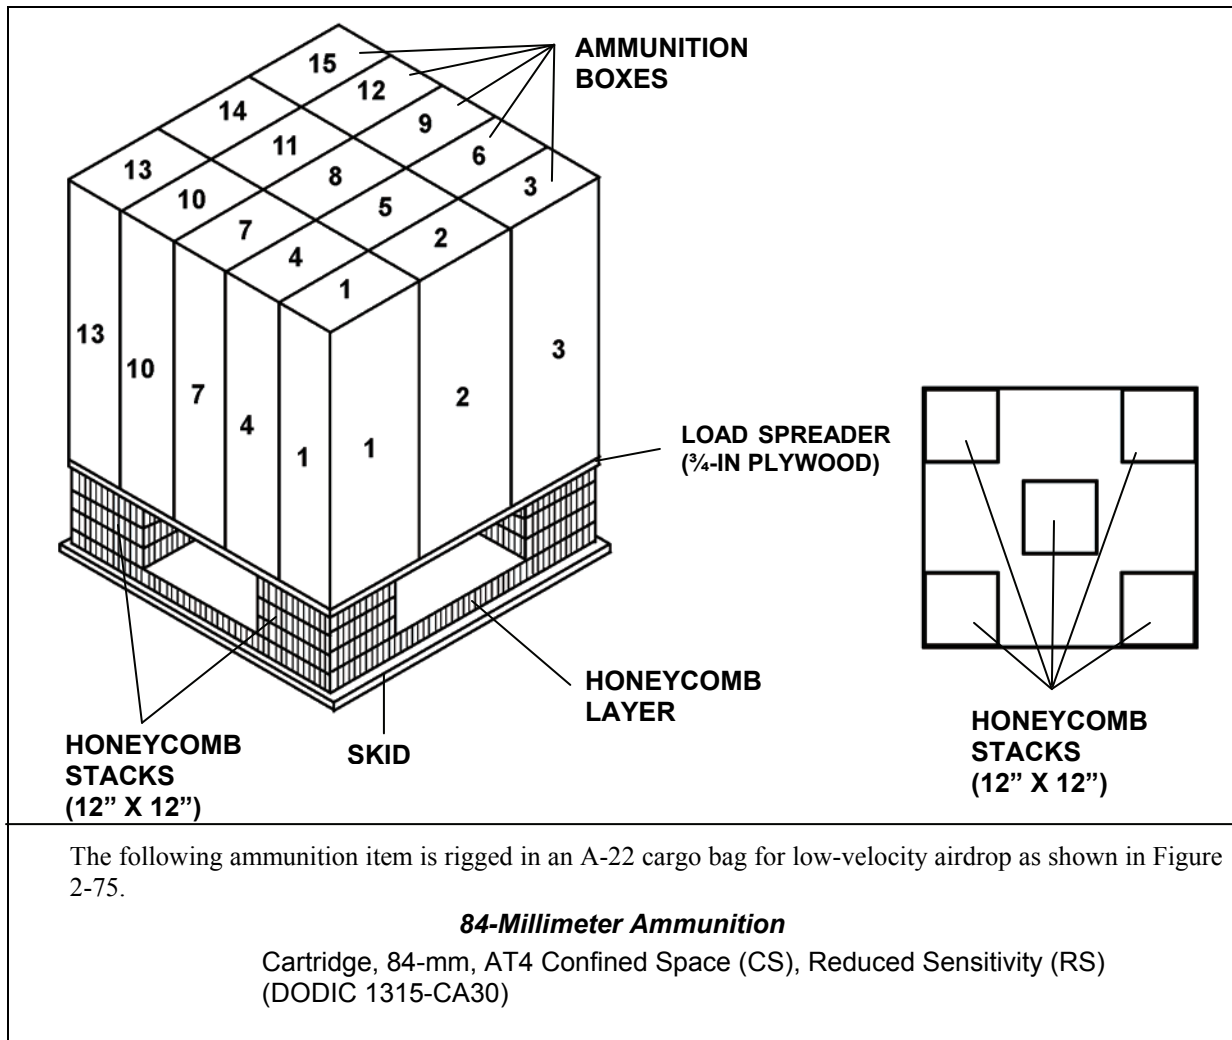 AMMUNITION
BOXES
15
12
14
9
11
6
13
8
3
10
5
7
2
4
1
13
10
7
4
1
1
2
3
LOAD SPREADER
(¾-IN PLYWOOD)
HONEYCOMB
LAYER
SKID
HONEYCOMB
STACKS
(12” X 12”)
HONEYCOMB
STACKS
(12” X 12”)
The following ammunition item is rigged in an A-22 cargo bag for low-velocity airdrop as shown in Figure
2-75.
84-Millimeter Ammunition
Cartridge, 84-mm, AT4 Confined Space (CS), Reduced Sensitivity (RS)
(DODIC 1315-CA30)